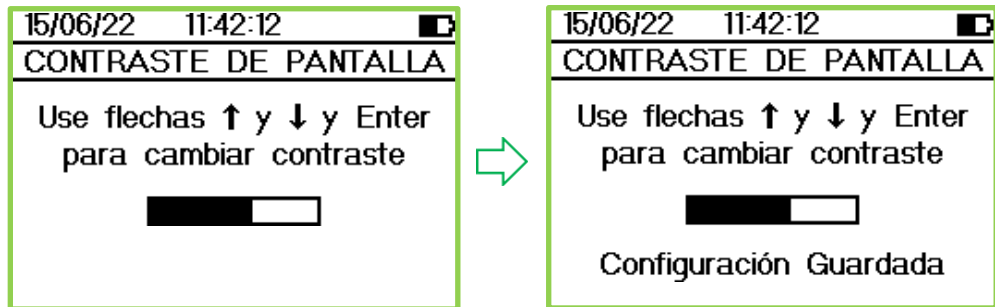 15/06/22 11:42:12
CONTRASTE DE PANTALLA
Use flechas ↑ y ↓ y Enter
para cambiar contraste
15/06/22 11:42:12
CONTRASTE DE PANTALLA
Use flechas ↑ y ↓ y Enter
para cambiar contraste
Configuración Guardada